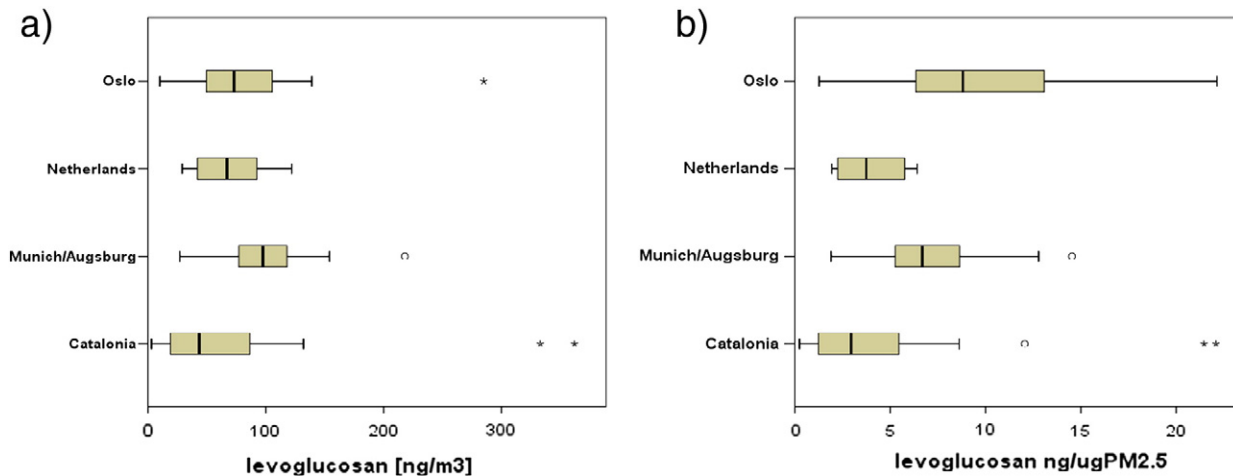 a)
Oslo
Netherlands
Munich/Augsburg
Catalonia
0 100 200 300
levoglucosan [ng/m3]
b)
Oslo
Netherlands
Munich/Augsburg
Catalonia
0 5 10 15 20
levoglucosan ng/ugPM2.5